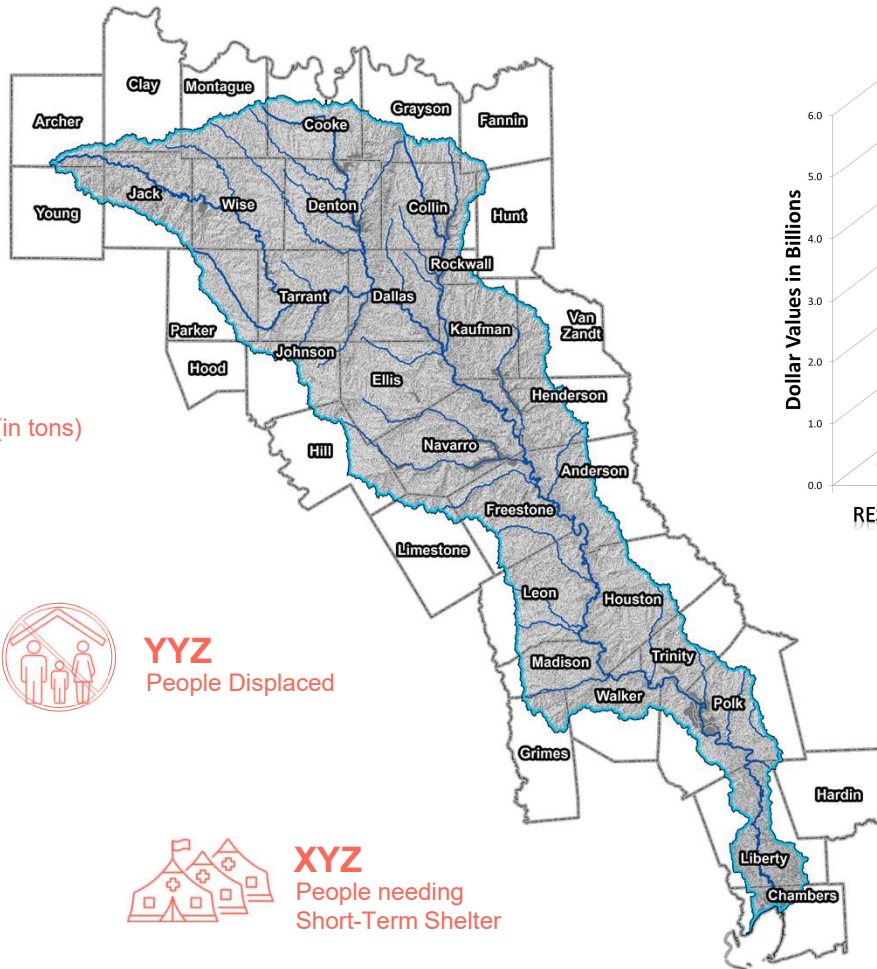 Clay
Montague
Archer
Cooke
Grayson
Fannin
Young
Jack
Wise
Denton
Collin
Hunt
Rockwall
Tarrant
Dallas
Kaufman
Van
Zandt
Parker
Johnson
Hood
Ellis
Henderson
Hill
Navarro
Anderson
Freestone
Limestone
Leon
Houston
Madison
Trinity
Walker
Polk
Grimes
Hardin
Liberty
Chambers
(in tons)
YYZ
People Displaced
XYZ
People needing
Short-Term Shelter
Dollar Values in Billions
6.0
5.0
4.0
3.0
2.0
1.0
0.0
RES